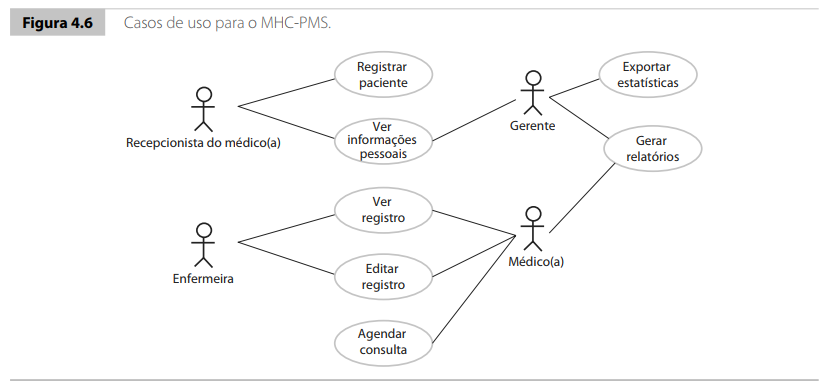 Figura 4.6 Casos de uso para o MHC-PMS.
Registrar
paciente
Exportar
estatísticas
Recepcionista do médico(a)
Ver
informações
pessoais
Gerente
Gerar
relatórios
Ver
registro
Enfermeira
Editar
registro
Médico(a)
Agendar
consulta